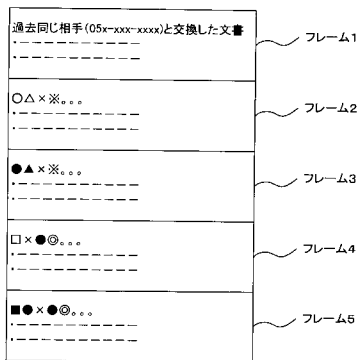 過去同じ相手(05x-xxx-xxxx)と交換した文書
フレーム1
○△×※。。。
フレーム2
●▲×※。。。
フレーム3
□×●◎。。。
フレーム4
■●×●◎。。。
フレーム5